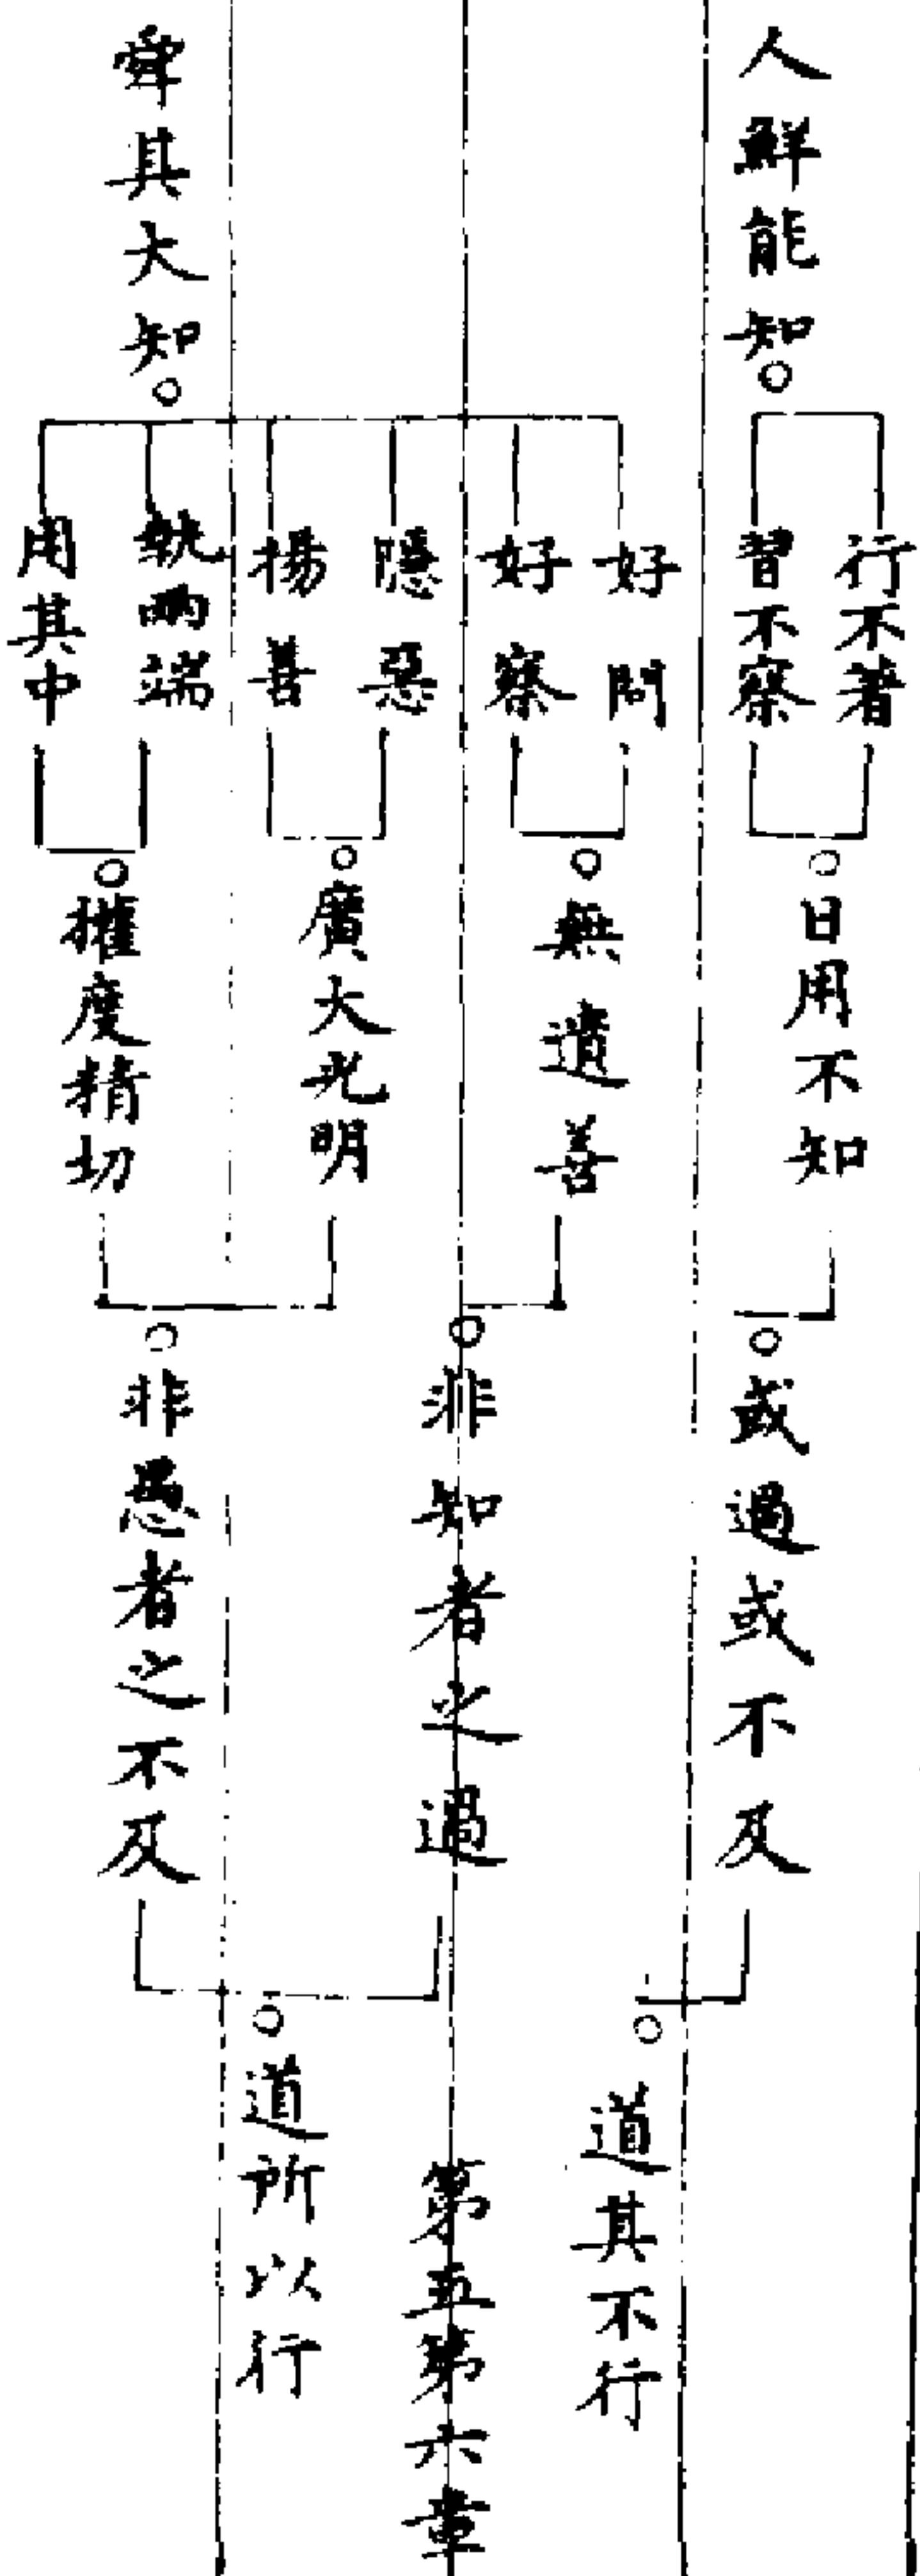 人鮮能知
行不著
習不察
日用不知
或過或不及
道其不行
舜其大知
好問
好察
隱惡
揚善
執兩端
用其中
無遺善
廣大光明
權度精切
非知者之過
非愚者之不及
道所以行
第五第六章